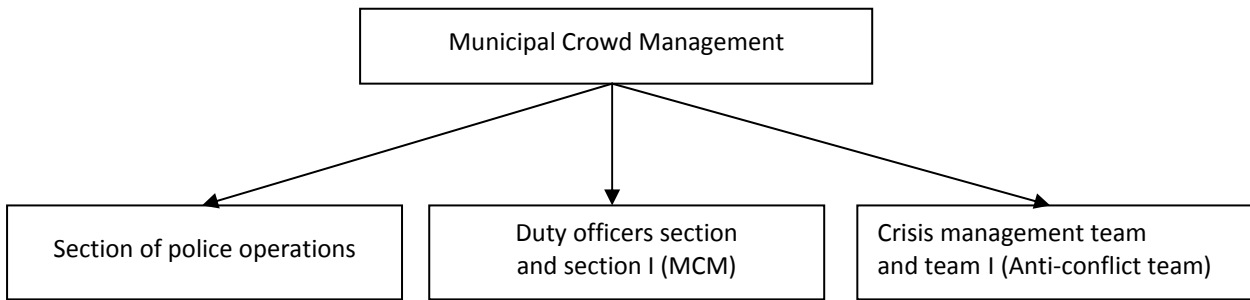 Municipal Crowd Management
Section of police operations
Duty officers section
and section I (MCM)
Crisis management team
and team I (Anti-conflict team)